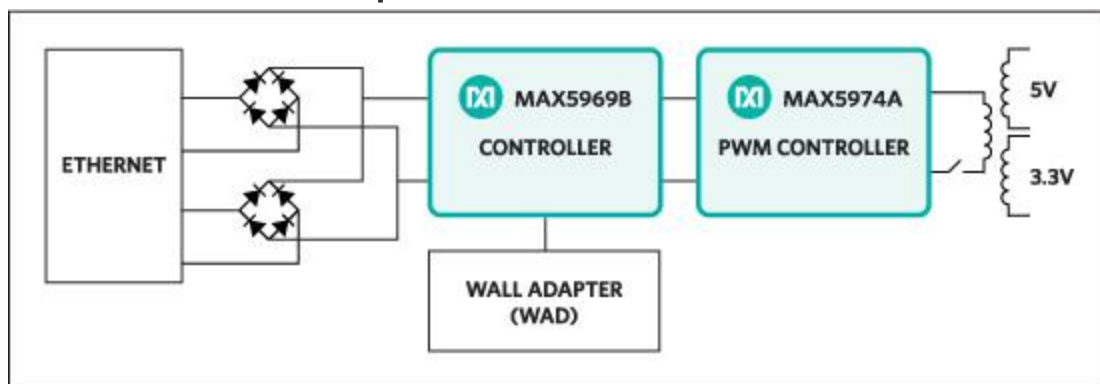 ETHERNET
MAX5969B
CONTROLLER
MAX5974A
PWM CONTROLLER
5V
3.3V
WALL ADAPTER
(WAD)